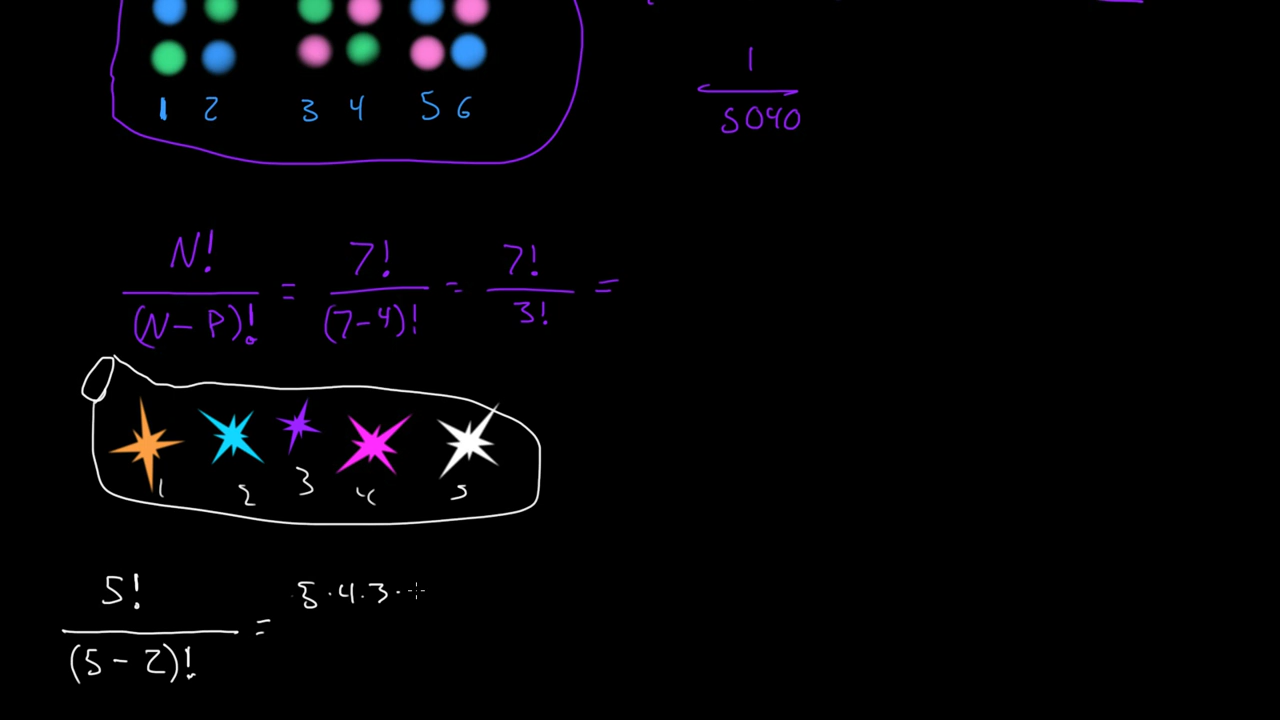 1 2 3 4 5 6
1
5040
N! / (N - P)! = 7! / (7-4)! = 7! / 3! =
1 2 3 4 5
5! / (5 - 2)! = 5 · 4 · 3 ·